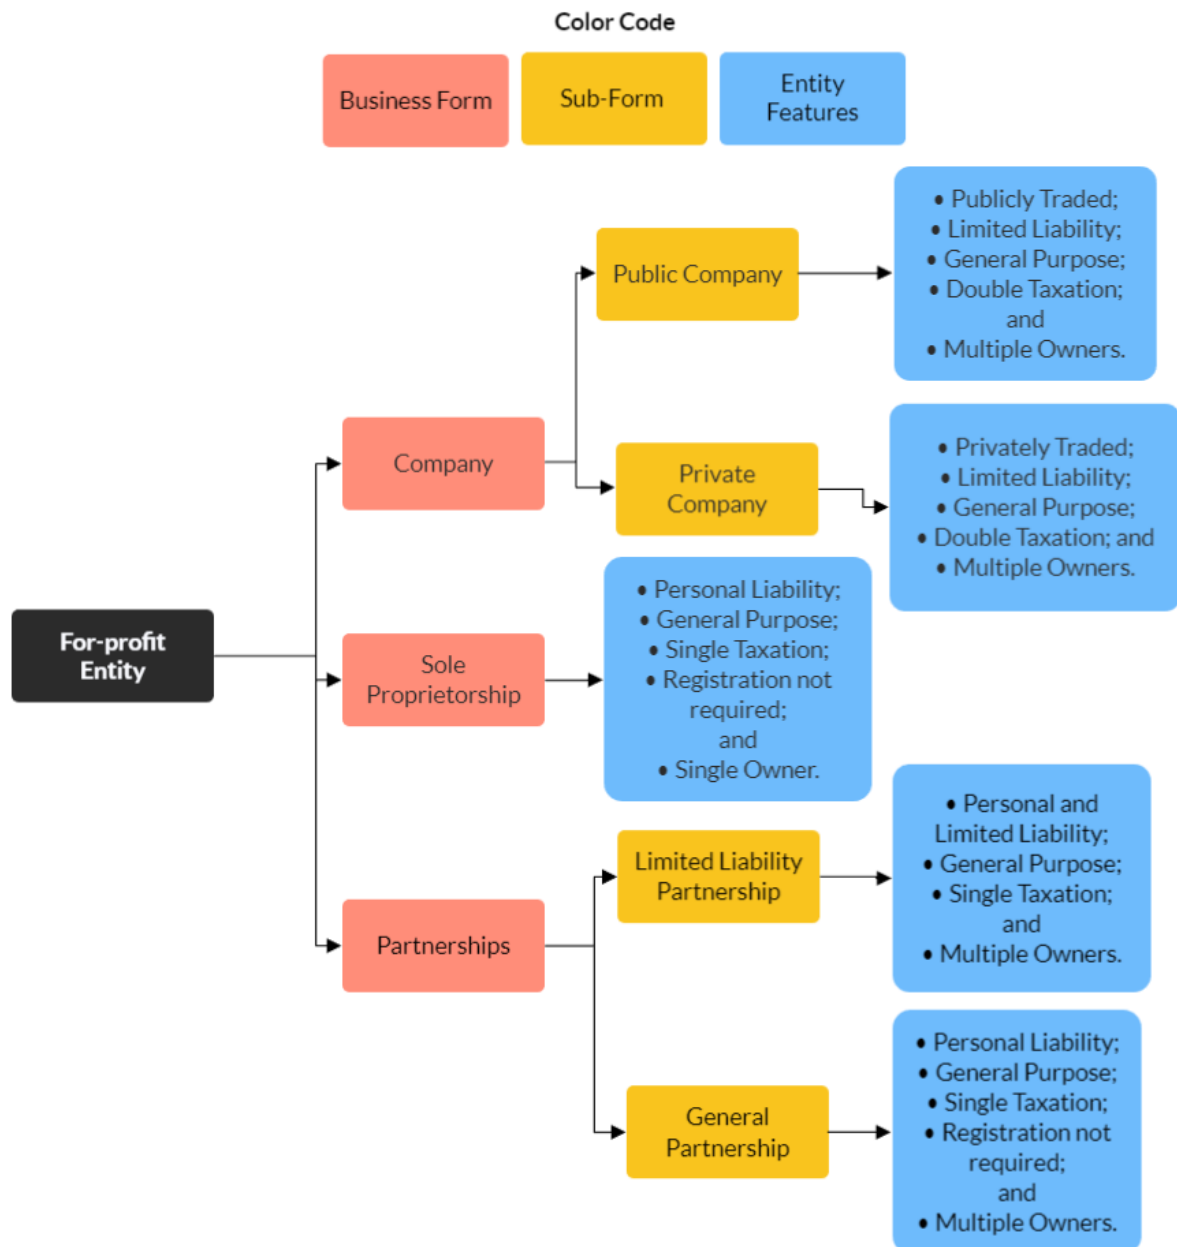 Color Code
Business Form
Sub-Form
Entity
Features
Public Company
• Publicly Traded;
• Limited Liability;
• General Purpose;
• Double Taxation;
and
• Multiple Owners.
Company
Private
Company
• Privately Traded;
• Limited Liability;
• General Purpose;
• Double Taxation; and
• Multiple Owners.
For-profit
Entity
Sole
Proprietorship
• Personal Liability;
• General Purpose;
• Single Taxation;
• Registration not
required;
and
• Single Owner.
Partnerships
Limited Liability
Partnership
• Personal and
Limited Liability;
• General Purpose;
• Single Taxation;
and
• Multiple Owners.
General
Partnership
• Personal Liability;
• General Purpose;
• Single Taxation;
• Registration not
required;
and
• Multiple Owners.